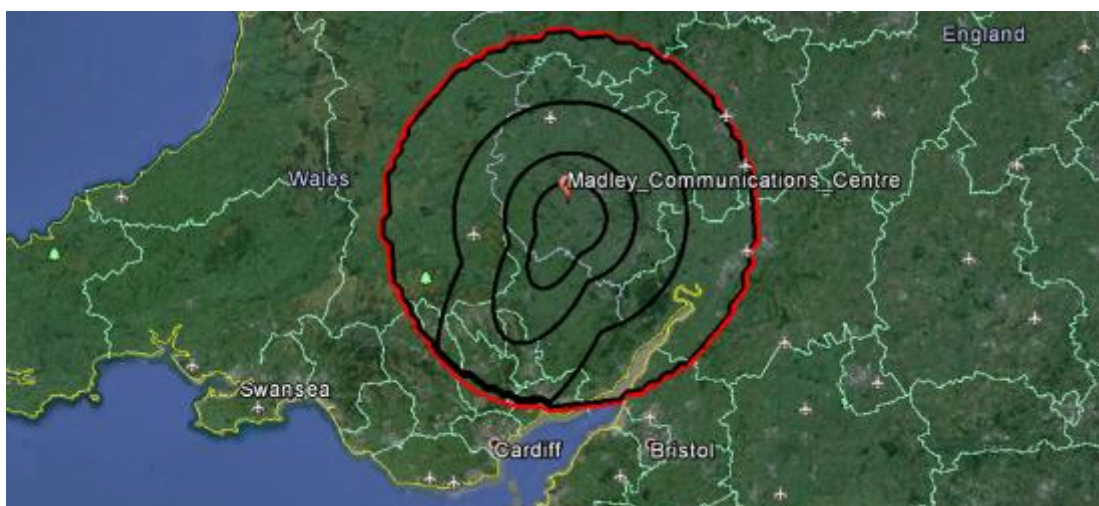 England
Madley_Communications_Centre
Wales
Swansea
Cardiff
Bristol